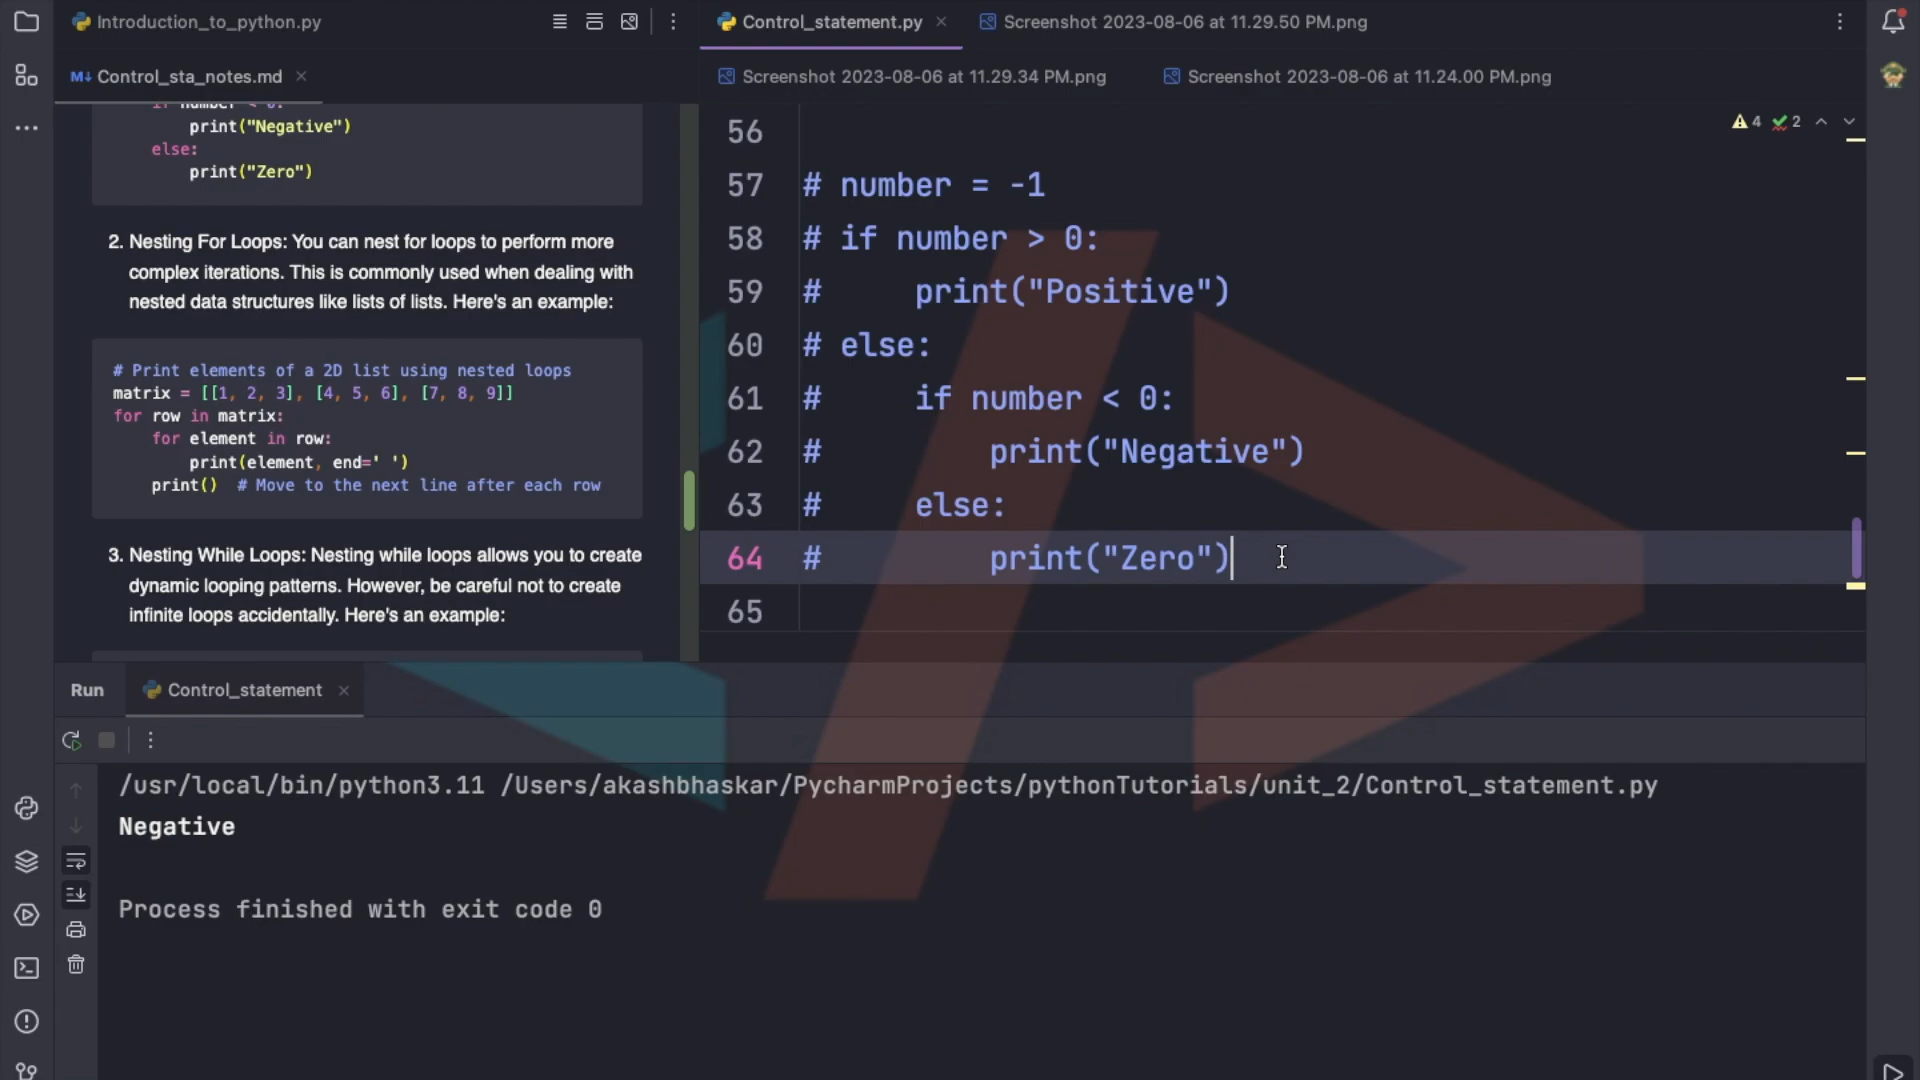 Introduction_to_python.py
Control_statement.py
Screenshot 2023-08-06 at 11.29.50 PM.png
M↓ Control_sta_notes.md
Screenshot 2023-08-06 at 11.29.34 PM.png
Screenshot 2023-08-06 at 11.24.00 PM.png
if number < 0:
print("Negative")
else:
print("Zero")
2. Nesting For Loops: You can nest for loops to perform more
complex iterations. This is commonly used when dealing with
nested data structures like lists of lists. Here's an example:
# Print elements of a 2D list using nested loops
matrix = [[1, 2, 3], [4, 5, 6], [7, 8, 9]]
for row in matrix:
for element in row:
print(element, end=' ')
print()  # Move to the next line after each row
3. Nesting While Loops: Nesting while loops allows you to create
dynamic looping patterns. However, be careful not to create
infinite loops accidentally. Here's an example:
4 2
56
57 # number = -1
58 # if number > 0:
59 #     print("Positive")
60 # else:
61 #     if number < 0:
62 #         print("Negative")
63 #     else:
64 #         print("Zero")
65
Run
Control_statement
/usr/local/bin/python3.11 /Users/akashbhaskar/PycharmProjects/pythonTutorials/unit_2/Control_statement.py
Negative
Process finished with exit code 0